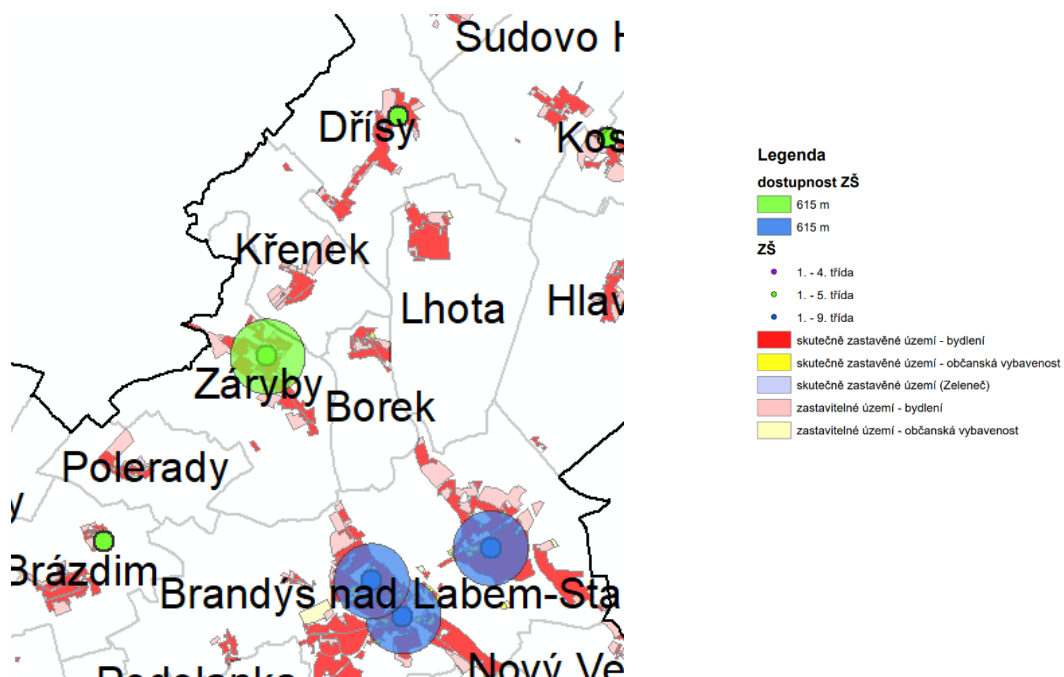 Sudovo H
Dřísy
Kos
Křenek
Lhota
Hlav
Záryby
Borek
Polerady
y
Brázdim
Brandýs nad Labem-Sta
Nový Ve
Podolanka
Legenda
dostupnost ZŠ
615 m
615 m
ZŠ
1. - 4. třída
1. - 5. třída
1. - 9. třída
skutečně zastavěné území - bydlení
skutečně zastavěné území - občanská vybavenost
skutečně zastavěné území (Zeleneč)
zastavitelné území - bydlení
zastavitelné území - občanská vybavenost